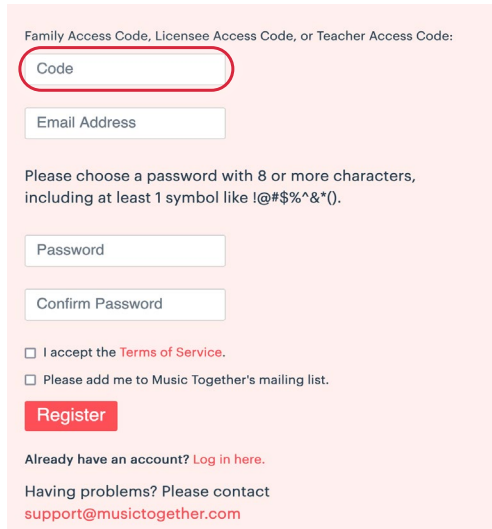 Family Access Code, Licensee Access Code, or Teacher Access Code:
Code
Email Address
Please choose a password with 8 or more characters,
including at least 1 symbol like !@#$%^&*().
Password
Confirm Password
I accept the Terms of Service.
Please add me to Music Together's mailing list.
Register
Already have an account? Log in here.
Having problems? Please contact
support@musictogether.com